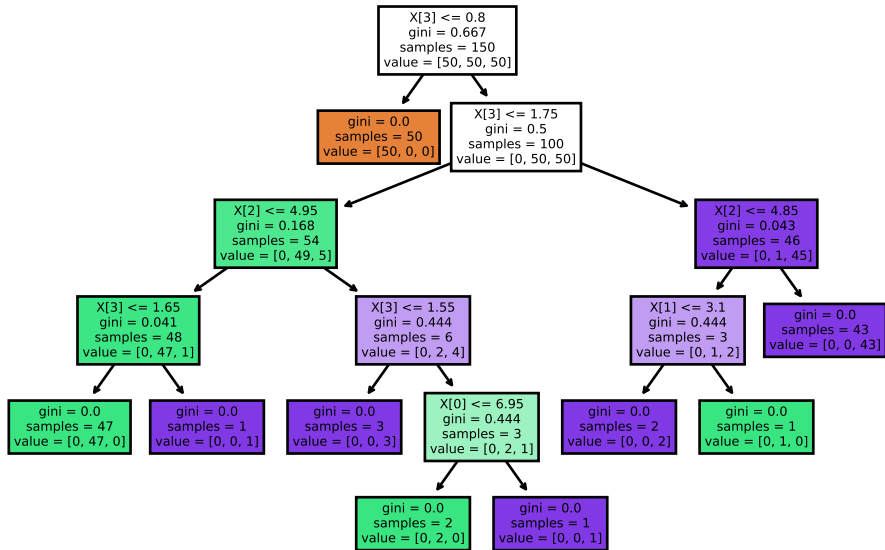 X[3] <= 0.8
gini = 0.667
samples = 150
value = [50, 50, 50]
gini = 0.0
samples = 50
value = [50, 0, 0]
X[3] <= 1.75
gini = 0.5
samples = 100
value = [0, 50, 50]
X[2] <= 4.95
gini = 0.168
samples = 54
value = [0, 49, 5]
X[2] <= 4.85
gini = 0.043
samples = 46
value = [0, 1, 45]
X[3] <= 1.65
gini = 0.041
samples = 48
value = [0, 47, 1]
X[3] <= 1.55
gini = 0.444
samples = 6
value = [0, 2, 4]
X[1] <= 3.1
gini = 0.444
samples = 3
value = [0, 1, 2]
gini = 0.0
samples = 43
value = [0, 0, 43]
gini = 0.0
samples = 47
value = [0, 47, 0]
gini = 0.0
samples = 1
value = [0, 0, 1]
gini = 0.0
samples = 3
value = [0, 0, 3]
X[0] <= 6.95
gini = 0.444
samples = 3
value = [0, 2, 1]
gini = 0.0
samples = 2
value = [0, 0, 2]
gini = 0.0
samples = 1
value = [0, 1, 0]
gini = 0.0
samples = 2
value = [0, 2, 0]
gini = 0.0
samples = 1
value = [0, 0, 1]